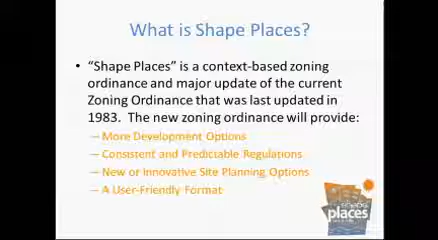 What is Shape Places?
• “Shape Places” is a context-based zoning
ordinance and major update of the current
Zoning Ordinance that was last updated in
1983. The new zoning ordinance will provide:
– More Development Options
– Consistent and Predictable Regulations
– New or Innovative Site Planning Options
– A User-Friendly Format
places